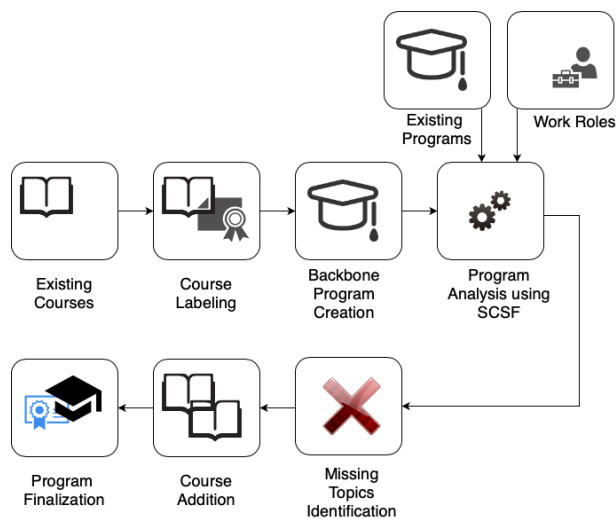 Existing
Programs
Work Roles
Existing
Courses
Course
Labeling
Backbone
Program
Creation
Program
Analysis using
SCSF
Program
Finalization
Course
Addition
Missing
Topics
Identification